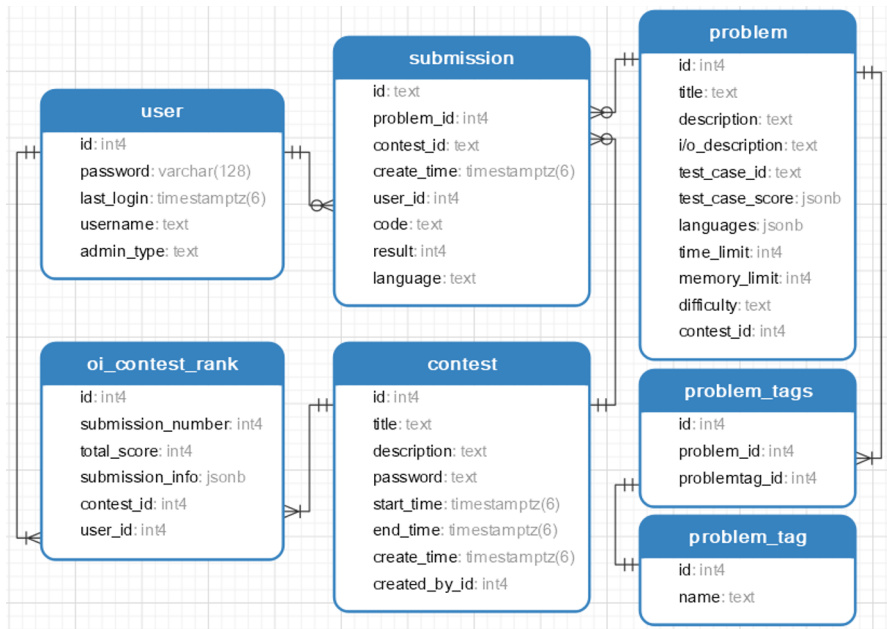 user
id: int4
password: varchar(128)
last_login: timestamptz(6)
username: text
admin_type: text
submission
id: text
problem_id: int4
contest_id: text
create_time: timestamptz(6)
user_id: int4
code: text
result: int4
language: text
problem
id: int4
title: text
description: text
i/o_description: text
test_case_id: text
test_case_score: jsonb
languages: jsonb
time_limit: int4
memory_limit: int4
difficulty: text
contest_id: int4
oi_contest_rank
id: int4
submission_number: int4
total_score: int4
submission_info: jsonb
contest_id: int4
user_id: int4
contest
id: int4
title: text
description: text
password: text
start_time: timestamptz(6)
end_time: timestamptz(6)
create_time: timestamptz(6)
created_by_id: int4
problem_tags
id: int4
problem_id: int4
problemtag_id: int4
problem_tag
id: int4
name: text